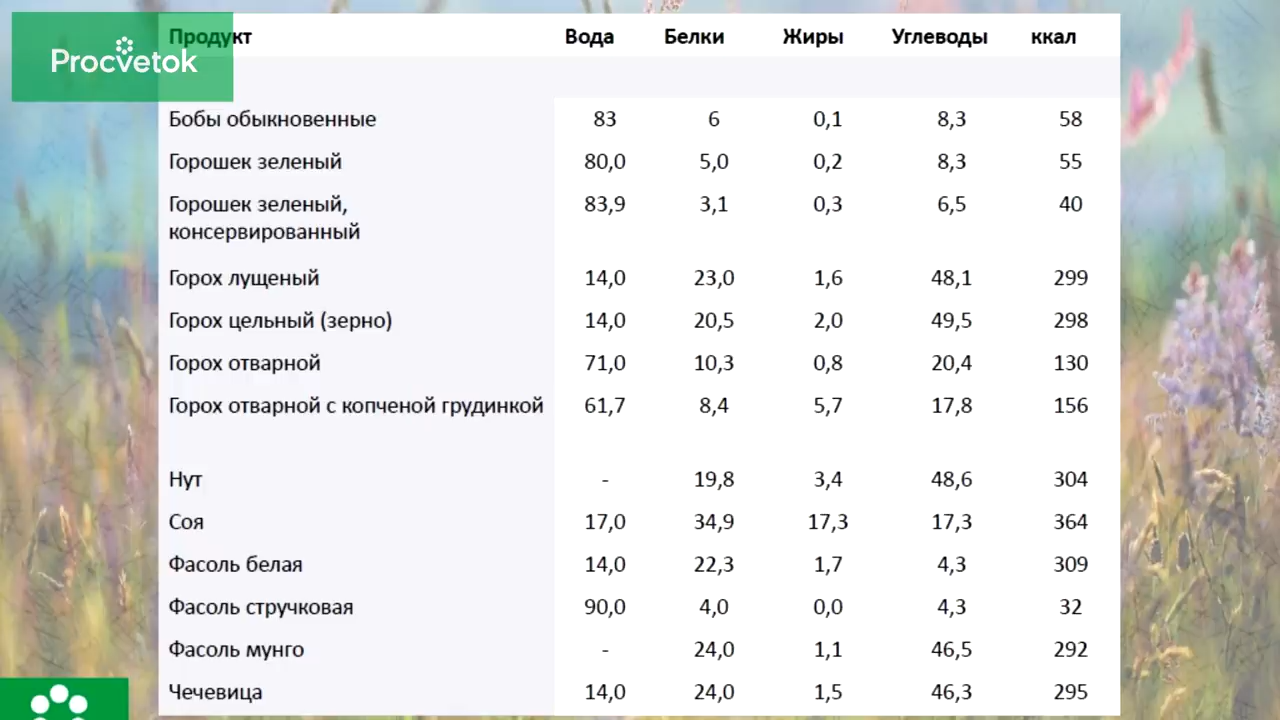 Procvetok
Продукт Вода Белки Жиры Углеводы ккал
Бобы обыкновенные 83 6 0,1 8,3 58
Горошек зеленый 80,0 5,0 0,2 8,3 55
Горошек зеленый, 83,9 3,1 0,3 6,5 40
консервированный
Горох лущеный 14,0 23,0 1,6 48,1 299
Горох цельный (зерно) 14,0 20,5 2,0 49,5 298
Горох отварной 71,0 10,3 0,8 20,4 130
Горох отварной с копченой грудинкой 61,7 8,4 5,7 17,8 156
Нут - 19,8 3,4 48,6 304
Соя 17,0 34,9 17,3 17,3 364
Фасоль белая 14,0 22,3 1,7 4,3 309
Фасоль стручковая 90,0 4,0 0,0 4,3 32
Фасоль мунго - 24,0 1,1 46,5 292
Чечевица 14,0 24,0 1,5 46,3 295